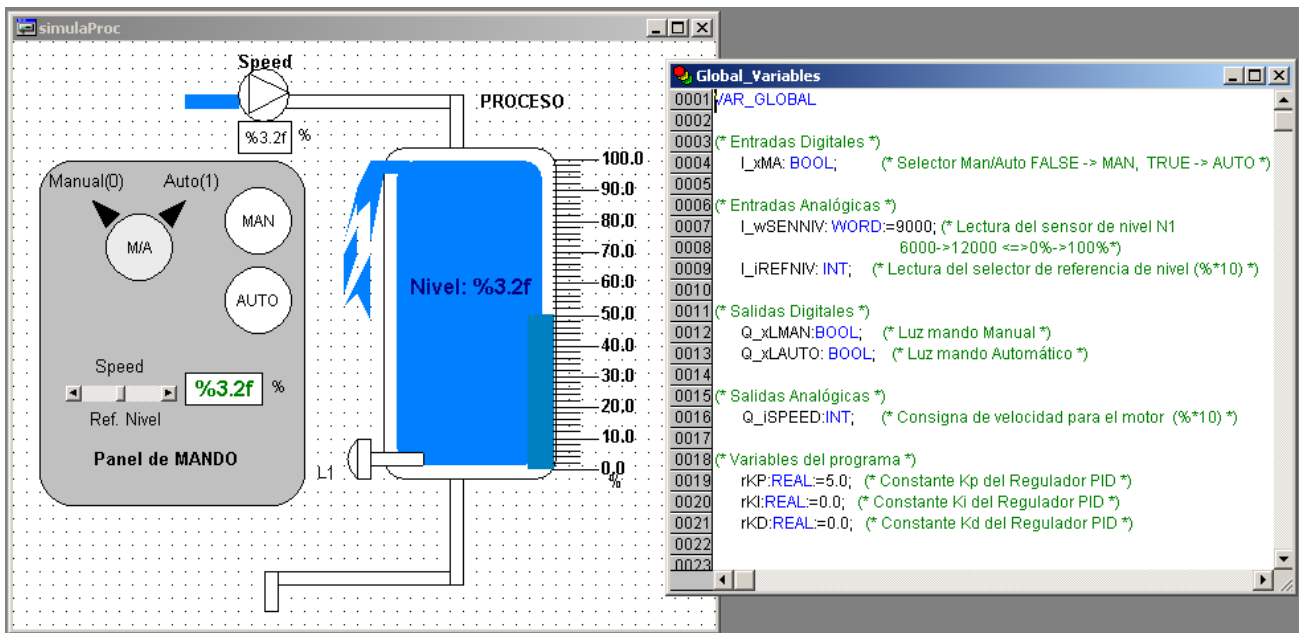 simulaProc
Speed
PROCESO
%3.2f %
Manual(0) Auto(1)
M/A
MAN
AUTO
Speed
%3.2f %
Ref. Nivel
Panel de MANDO
L1
Nivel: %3.2f
100.0
90.0
80.0
70.0
60.0
50.0
40.0
30.0
20.0
10.0
0.0
%
Global_Variables
0001 VAR_GLOBAL
0002
0003 (* Entradas Digitales *)
0004 I_xMA: BOOL; (* Selector Man/Auto FALSE -> MAN, TRUE -> AUTO *)
0005
0006 (* Entradas Analógicas *)
0007 I_wSENNIV: WORD:=9000; (* Lectura del sensor de nivel N1
0008 6000->12000 <=>0%->100%*)
0009 I_iREFNIV: INT; (* Lectura del selector de referencia de nivel (%*10) *)
0010
0011 (* Salidas Digitales *)
0012 Q_xLMAN:BOOL; (* Luz mando Manual *)
0013 Q_xLAUTO: BOOL; (* Luz mando Automático *)
0014
0015 (* Salidas Analógicas *)
0016 Q_iSPEED:INT; (* Consigna de velocidad para el motor (%*10) *)
0017
0018 (* Variables del programa *)
0019 rKP:REAL:=5.0; (* Constante Kp del Regulador PID *)
0020 rKI:REAL:=0.0; (* Constante Ki del Regulador PID *)
0021 rKD:REAL:=0.0; (* Constante Kd del Regulador PID *)
0022
0023